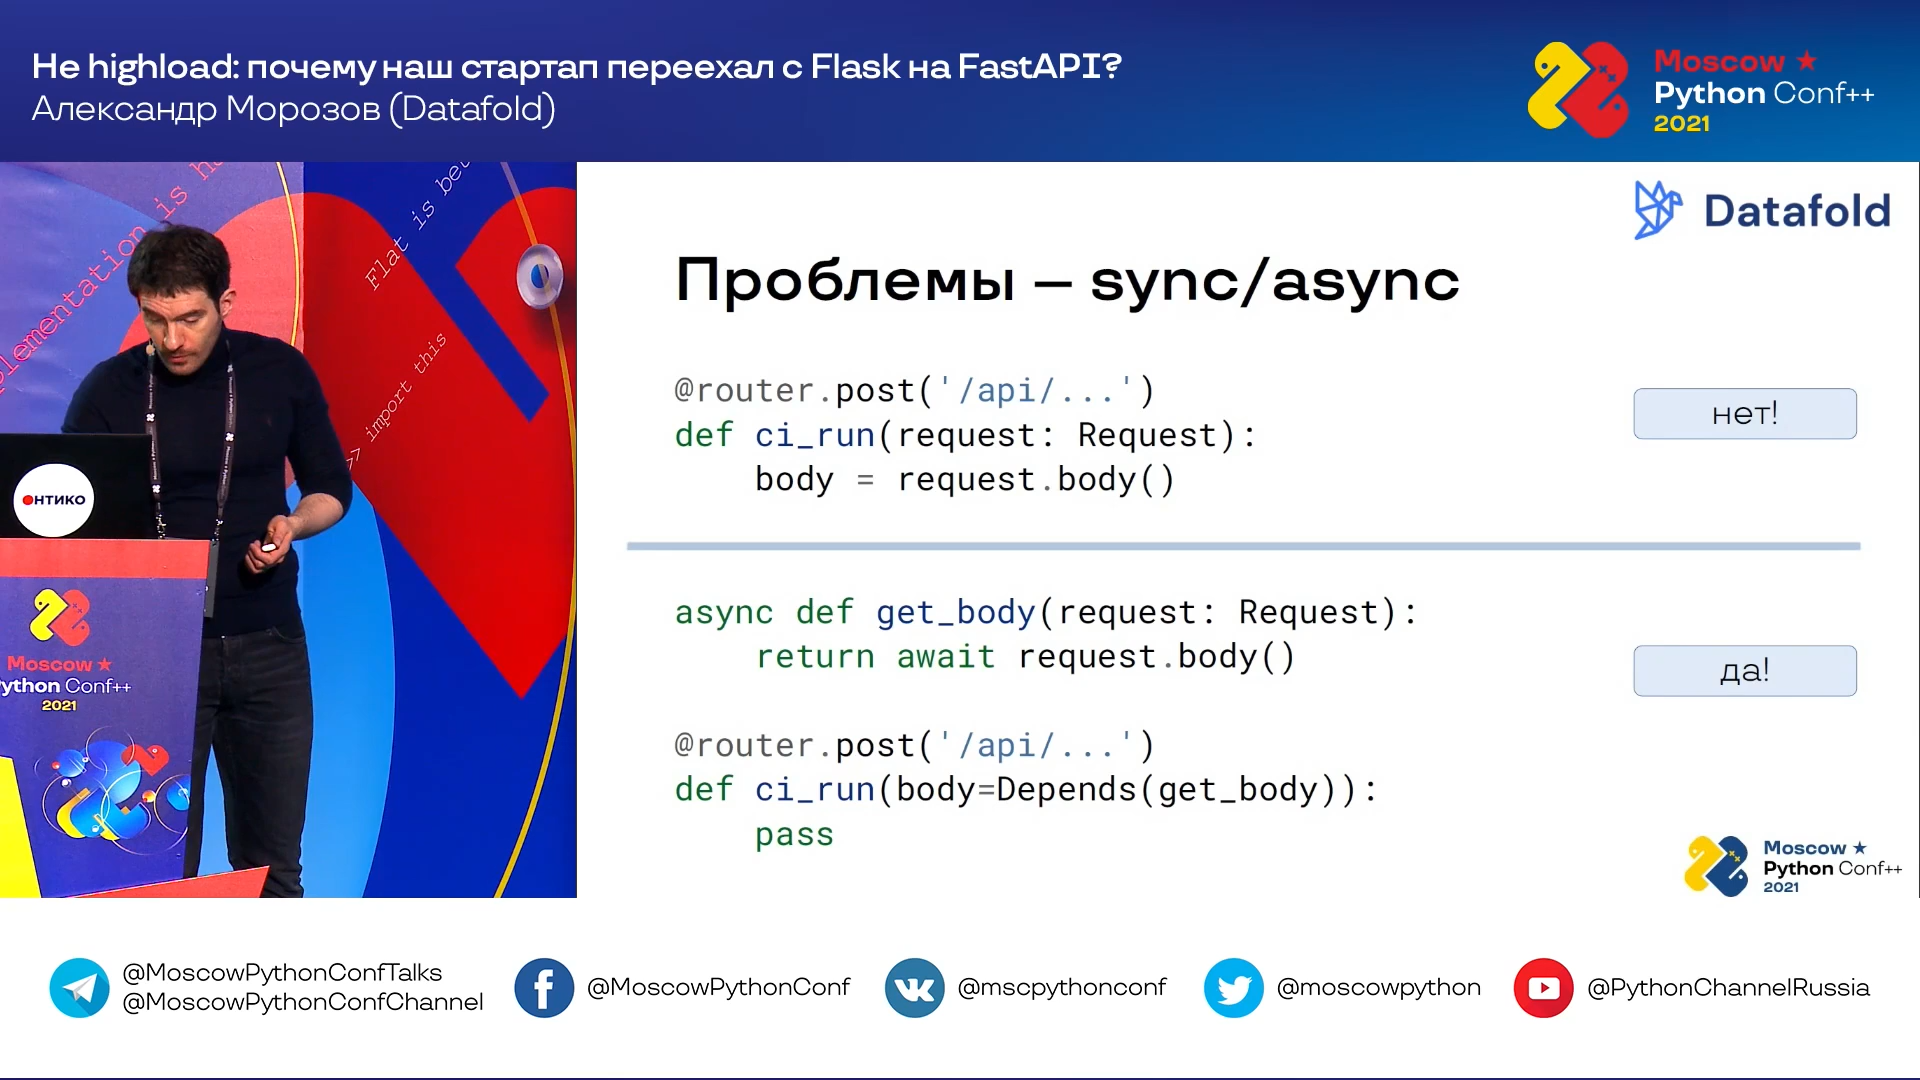 Не highload: почему наш стартап переехал с Flask на FastAPI?
Александр Морозов (Datafold)
Moscow ★
Python Conf++
2021
Datafold
Проблемы – sync/async
@router.post('/api/...')
def ci_run(request: Request):
    body = request.body()
нет!
async def get_body(request: Request):
    return await request.body()
да!
@router.post('/api/...')
def ci_run(body=Depends(get_body)):
    pass
Moscow ★
Python Conf++
2021
Flat is
>> import this
ОНТИКО
Moscow ★
ython Conf++
2021
@MoscowPythonConfTalks
@MoscowPythonConfChannel
@MoscowPythonConf
@mscpythonconf
@moscowpython
@PythonChannelRussia